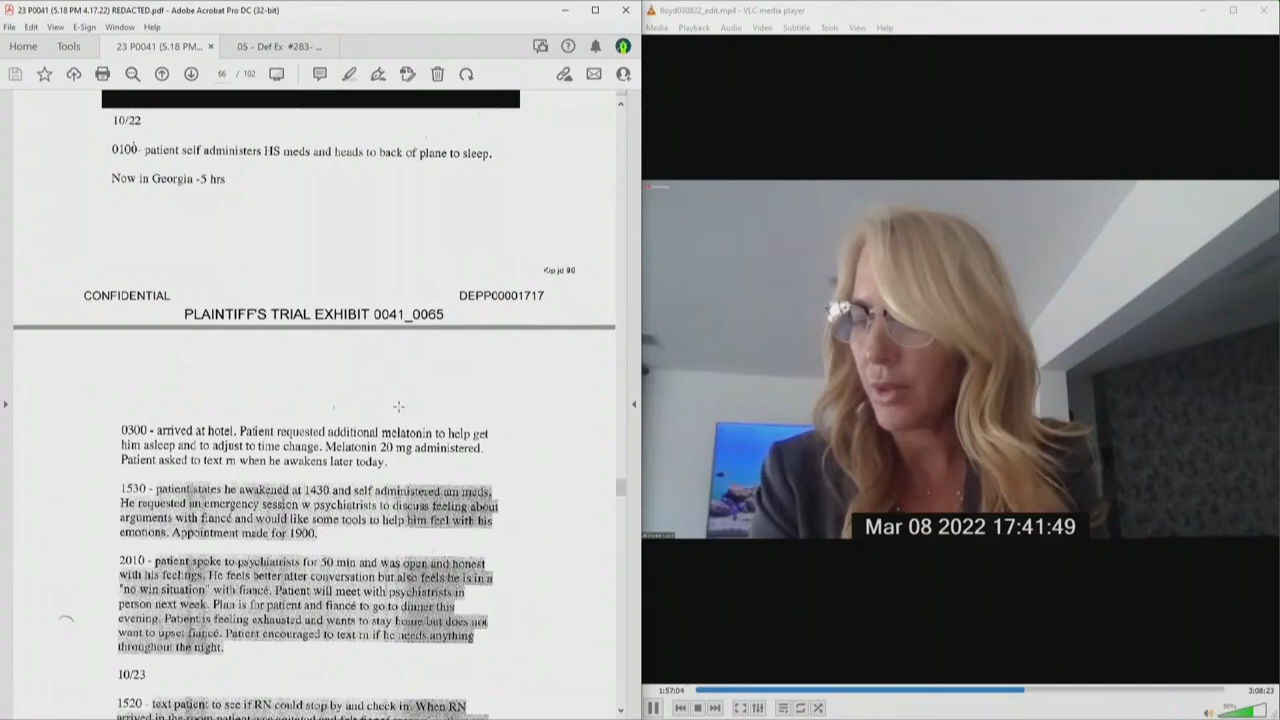 23 P0041 (5.18 PM 4.17.22) REDACTED.pdf - Adobe Acrobat Pro DC (32-bit)
File Edit View E-Sign Window Help
Home Tools 23 P0041 (5.18 PM... × 05 - Def Ex #283- ...
66 / 102
10/22
0100- patient self administers HS meds and heads to back of plane to sleep.
Now in Georgia -5 hrs
CONFIDENTIAL DEPP00001717
PLAINTIFF'S TRIAL EXHIBIT 0041_0065
0300 - arrived at hotel. Patient requested additional melatonin to help get
him asleep and to adjust to time change. Melatonin 20 mg administered.
Patient asked to text rn when he awakens later today.
1530 - patient states he awakened at 1430 and self administered am meds.
He requested an emergency session w psychiatrists to discuss feeling about
arguments with fiancé and would like some tools to help him feel with his
emotions. Appointment made for 1900.
2010 - patient spoke to psychiatrists for 50 min and was open and honest
with his feelings. He feels better after conversation but also feels he is in a
"no win situation" with fiancé. Patient will meet with psychiatrists in
person next week. Plan is for patient and fiancé to go to dinner this
evening. Patient is feeling exhausted and wants to stay home but does not
want to upset fiancé. Patient encouraged to text rn if he needs anything
throughout the night.
10/23
1520 - text patient to see if RN could stop by and check in. When RN
lloyd030822_edit.mp4 - VLC media player
Media Playback Audio Video Subtitle Tools View Help
Mar 08 2022 17:41:49
1:57:04 3:08:23